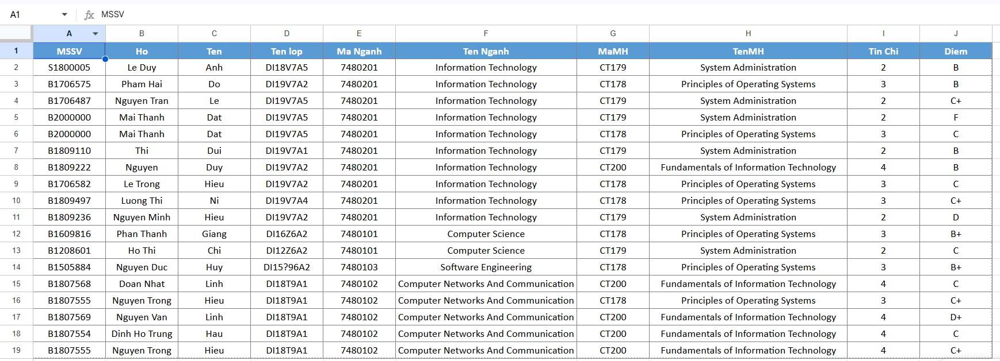 A1 fx MSSV
A B C D E F G H I J
1 MSSV Ho Ten Ten lop Ma Nganh Ten Nganh MaMH TenMH Tin Chi Diem
2 S1800005 Le Duy Anh DI18V7A5 7480201 Information Technology CT179 System Administration 2 B
3 B1706575 Pham Hai Do DI19V7A2 7480201 Information Technology CT178 Principles of Operating Systems 3 B
4 B1706487 Nguyen Tran Le DI19V7A5 7480201 Information Technology CT179 System Administration 2 C+
5 B2000000 Mai Thanh Dat DI19V7A5 7480201 Information Technology CT179 System Administration 2 F
6 B2000000 Mai Thanh Dat DI19V7A5 7480201 Information Technology CT178 Principles of Operating Systems 3 C
7 B1809110 Thi Dui DI19V7A1 7480201 Information Technology CT179 System Administration 2 B
8 B1809222 Nguyen Duy DI19V7A2 7480201 Information Technology CT200 Fundamentals of Information Technology 4 B
9 B1706582 Le Trong Hieu DI19V7A2 7480201 Information Technology CT178 Principles of Operating Systems 3 C
10 B1809497 Luong Thi Ni DI19V7A4 7480201 Information Technology CT178 Principles of Operating Systems 3 C+
11 B1809236 Nguyen Minh Hieu DI19V7A2 7480201 Information Technology CT179 System Administration 2 D
12 B1609816 Phan Thanh Giang DI16Z6A2 7480101 Computer Science CT178 Principles of Operating Systems 3 B+
13 B1208601 Ho Thi Chi DI12Z6A2 7480101 Computer Science CT179 System Administration 2 C
14 B1505884 Nguyen Duc Huy DI15?96A2 7480103 Software Engineering CT178 Principles of Operating Systems 3 B+
15 B1807568 Doan Nhat Linh DI18T9A1 7480102 Computer Networks And Communication CT200 Fundamentals of Information Technology 4 C
16 B1807555 Nguyen Trong Hieu DI18T9A1 7480102 Computer Networks And Communication CT178 Principles of Operating Systems 3 C+
17 B1807569 Nguyen Van Linh DI18T9A1 7480102 Computer Networks And Communication CT200 Fundamentals of Information Technology 4 D+
18 B1807554 Dinh Ho Trung Hau DI18T9A1 7480102 Computer Networks And Communication CT200 Fundamentals of Information Technology 4 C
19 B1807555 Nguyen Trong Hieu DI18T9A1 7480102 Computer Networks And Communication CT200 Fundamentals of Information Technology 4 C+